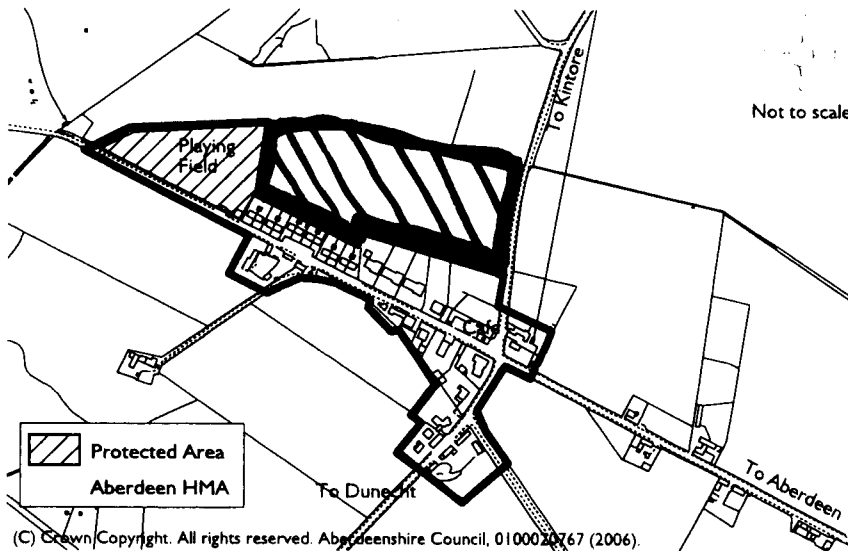 To Kintore
Not to scale
Playing
Field
Protected Area
Aberdeen HMA
To Dunecht
To Aberdeen
(C) Crown Copyright. All rights reserved. Aberdeenshire Council, 0100020767 (2006).